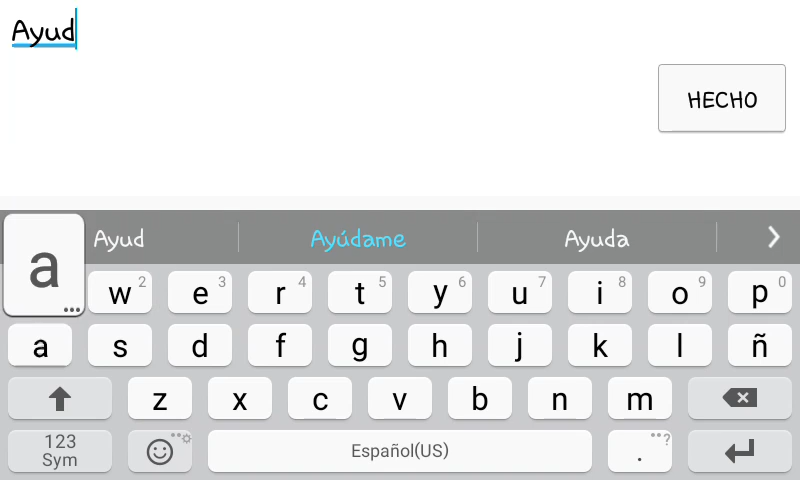 Ayud
HECHO
Ayud Ayúdame Ayuda
a w 2 e 3 r 4 t 5 y 6 u 7 i 8 o 9 p 0
a s d f g h j k l ñ
z x c v b n m
123 Sym Español(US) . ?